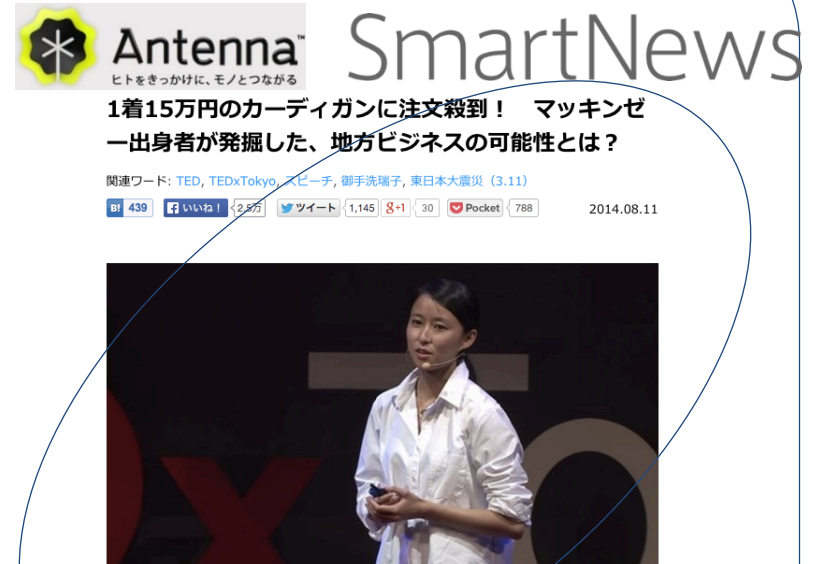 Antenna™
ヒトをきっかけに、モノとつながる
SmartNews
1着15万円のカーディガンに注文殺到！　マッキンゼ
ー出身者が発掘した、地方ビジネスの可能性とは？
関連ワード: TED, TEDxTokyo, スピーチ, 御手洗瑞子, 東日本大震災（3.11）
B! 439 いいね！ 2.5万 ツイート 1,145 g+1 30 Pocket 788 2014.08.11
x T